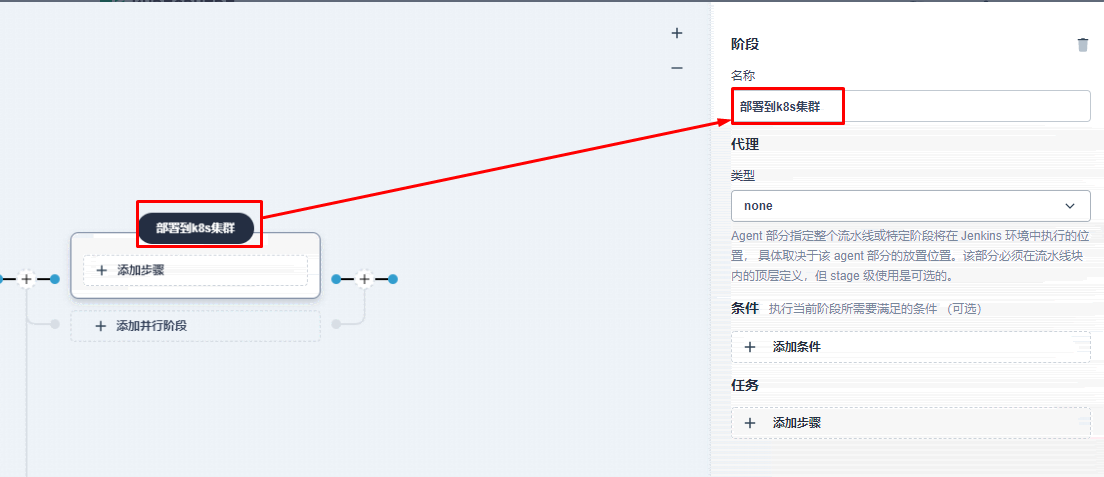 部署到k8s集群
添加步骤
添加并行阶段
阶段
名称
部署到k8s集群
代理
类型
none
Agent 部分指定整个流水线或特定阶段将在 Jenkins 环境中执行的位
置， 具体取决于该 agent 部分的放置位置。该部分必须在流水线块
内的顶层定义，但 stage 级使用是可选的。
条件 执行当前阶段所需要满足的条件 （可选）
添加条件
任务
添加步骤